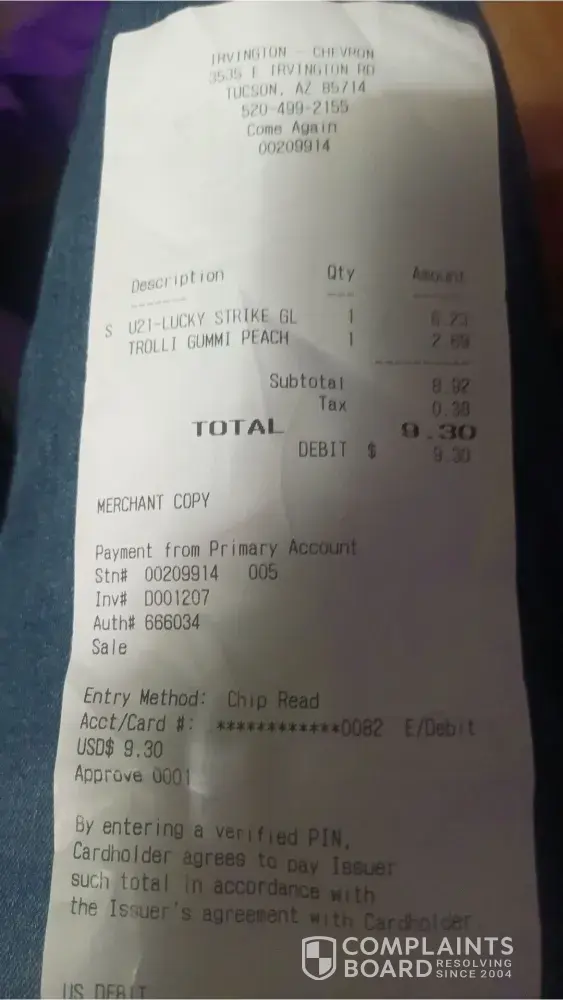 IRVINGTON - CHEVRON
3535 E IRVINGTON RD
TUCSON, AZ 85714
520-499-2155
Come Again
00209914
Description Qty Amount
S U21-LUCKY STRIKE GL 1 6.23
TROLLI GUMMI PEACH 1 2.69
Subtotal 8.92
Tax 0.38
TOTAL 9.30
DEBIT $ 9.30
MERCHANT COPY
Payment from Primary Account
Stn# 00209914 005
Inv# D001207
Auth# 666034
Sale
Entry Method: Chip Read
Acct/Card #: ************0082 E/Debit
USD$ 9.30
Approve 0001
By entering a verified PIN,
Cardholder agrees to pay Issuer
such total in accordance with
the Issuer's agreement with Cardholder
US DEBIT
COMPLAINTS
BOARD RESOLVING
SINCE 2004